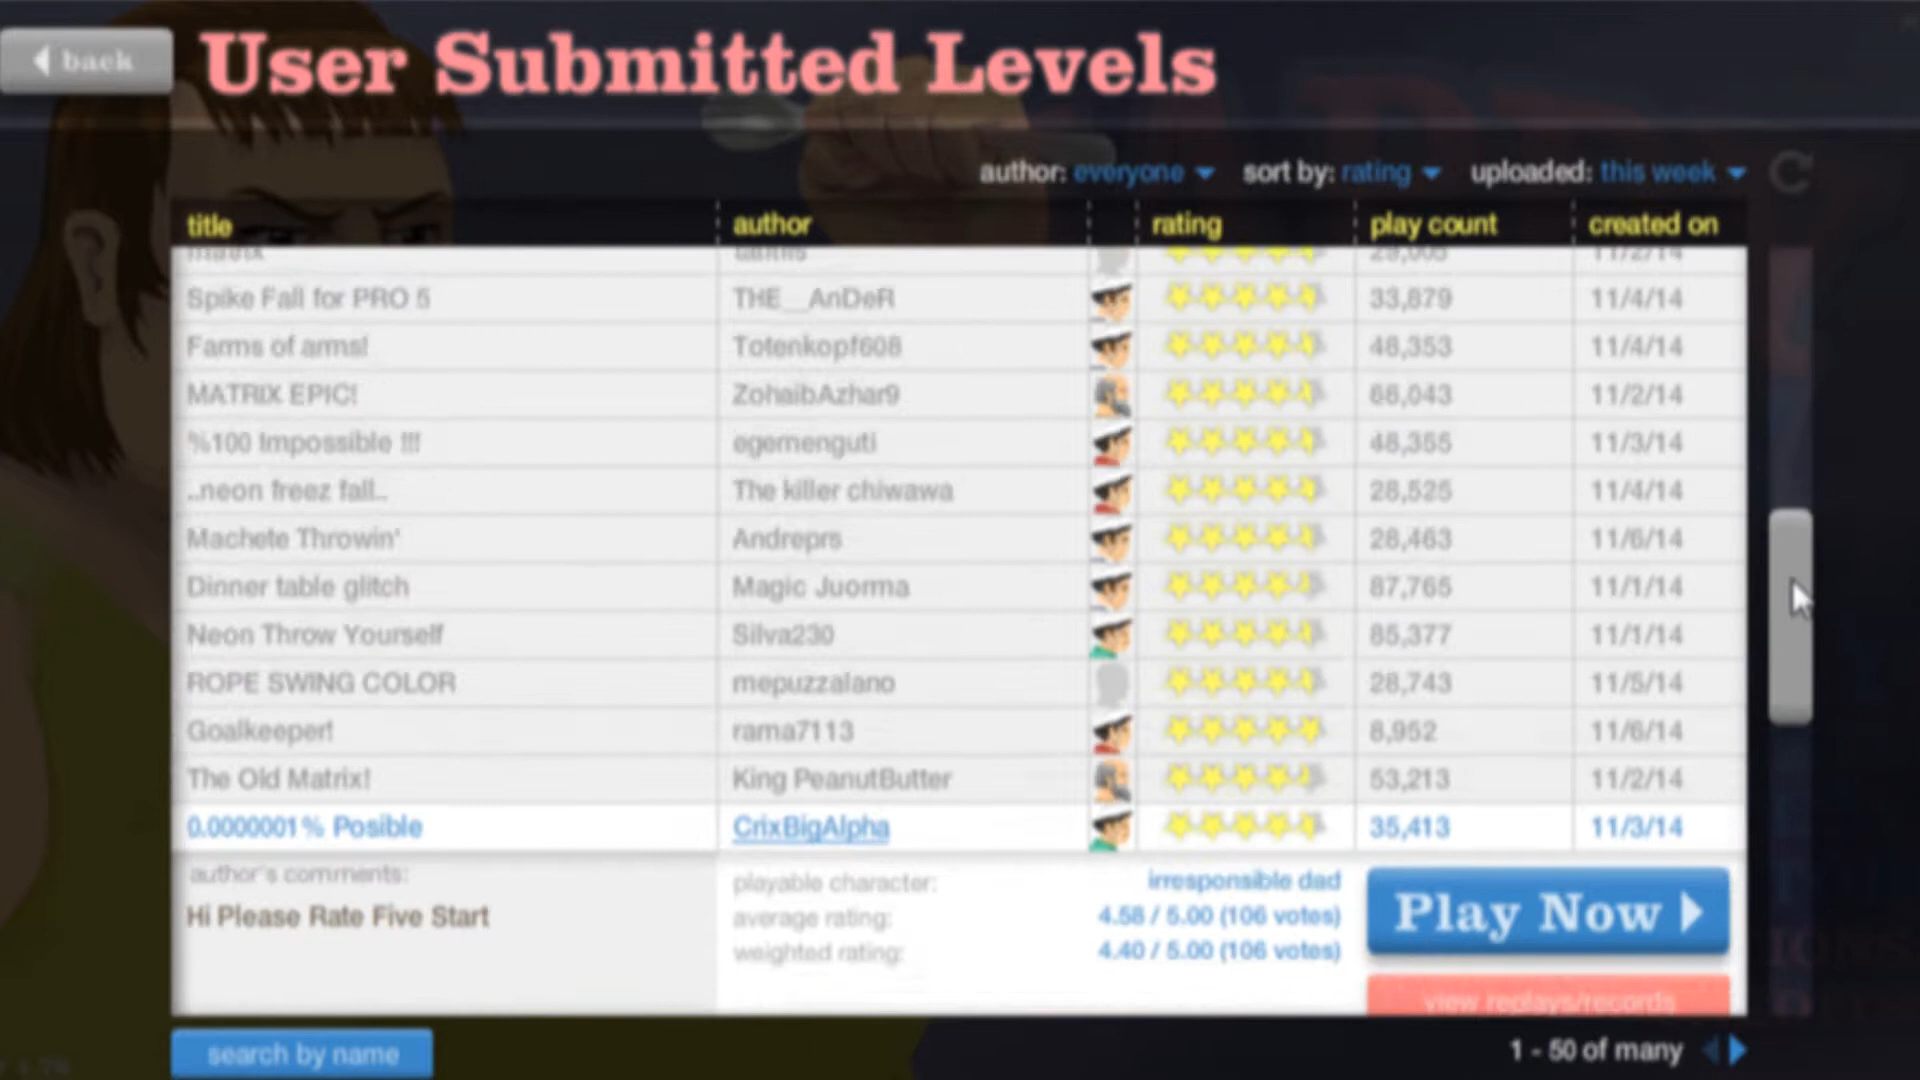 back
User Submitted Levels
author: everyone sort by: rating uploaded: this week
title author rating play count created on
matrix
Spike Fall for PRO 5 THE__AnDeR 33,879 11/4/14
Farms of arms! Totenkopf608 48,353 11/4/14
MATRIX EPIC! ZohaibAzhar9 68,043 11/2/14
%100 Impossible !!! egemenguti 48,355 11/3/14
..neon freez fall.. The killer chiwawa 28,525 11/4/14
Machete Throwin' Andreprs 28,463 11/6/14
Dinner table glitch Magic Juorma 87,765 11/1/14
Neon Throw Yourself Silva230 85,377 11/1/14
ROPE SWING COLOR mepuzzalano 28,743 11/5/14
Goalkeeper! rama7113 8,952 11/6/14
The Old Matrix! King PeanutButter 53,213 11/2/14
0.0000001% Posible CrixBigAlpha 35,413 11/3/14
author's comments:
Hi Please Rate Five Start
playable character: irresponsible dad
average rating: 4.58 / 5.00 (106 votes)
weighted rating: 4.40 / 5.00 (106 votes)
Play Now
view replays/records
search by name
1 - 50 of many